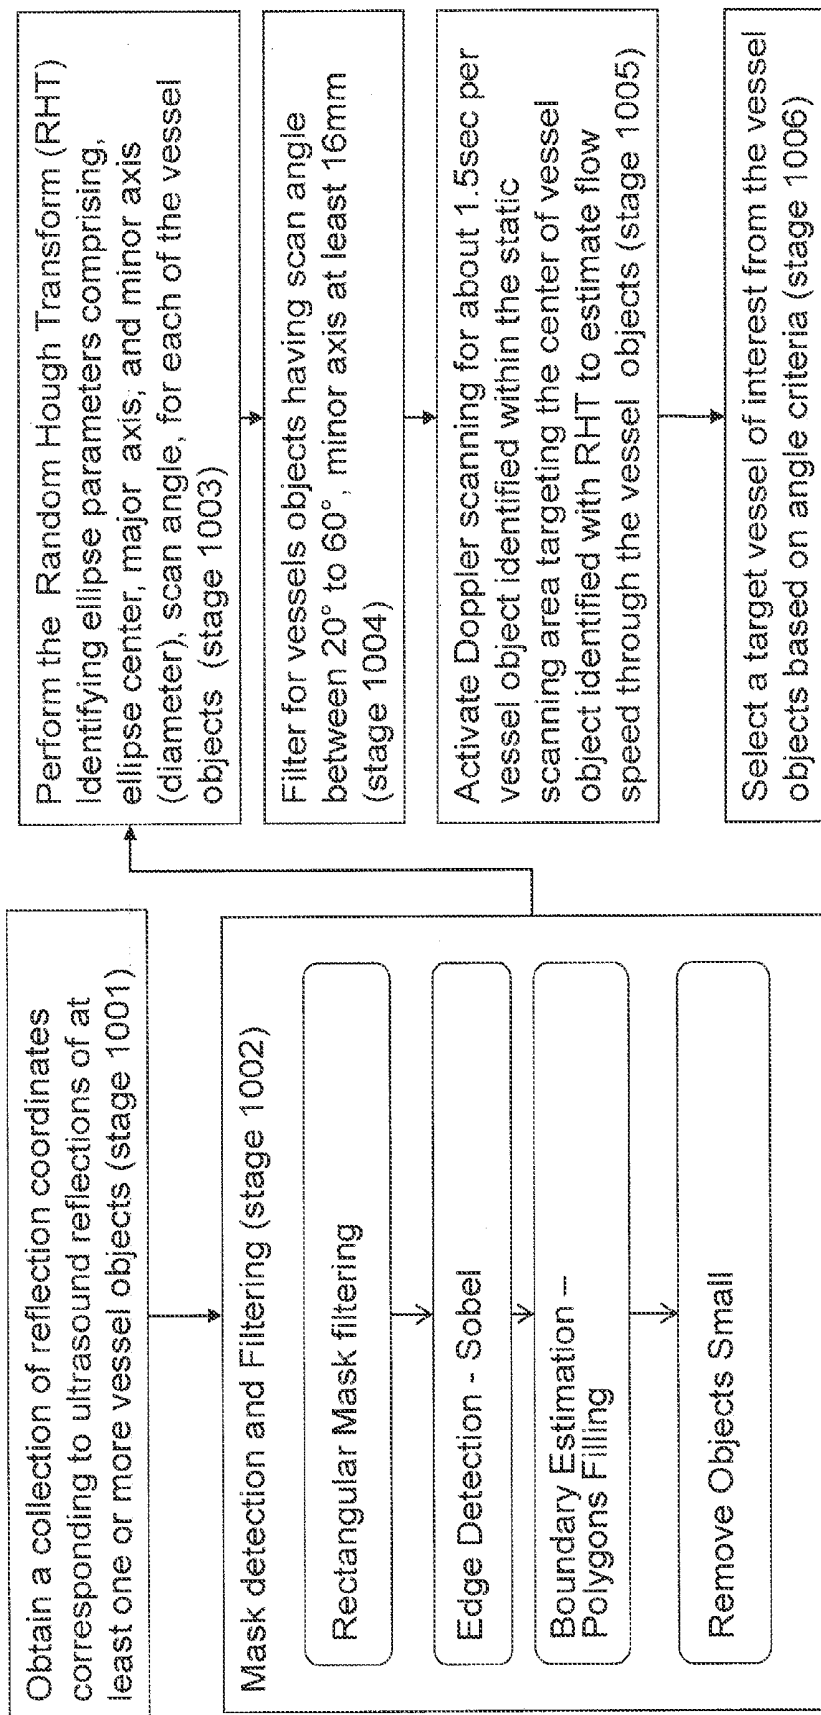 Obtain a collection of reflection coordinates
corresponding to ultrasound reflections of at
least one or more vessel objects (stage 1001)
Mask detection and Filtering (stage 1002)
Rectangular Mask filtering
Edge Detection - Sobel
Boundary Estimation –
Polygons Filling
Remove Objects Small
Perform the Random Hough Transform (RHT)
Identifying ellipse parameters comprising,
ellipse center, major axis, and minor axis
(diameter), scan angle, for each of the vessel
objects (stage 1003)
Filter for vessels objects having scan angle
between 20° to 60°, minor axis at least 16mm
(stage 1004)
Activate Doppler scanning for about 1.5sec per
vessel object identified within the static
scanning area targeting the center of vessel
object identified with RHT to estimate flow
speed through the vessel objects (stage 1005)
Select a target vessel of interest from the vessel
objects based on angle criteria (stage 1006)